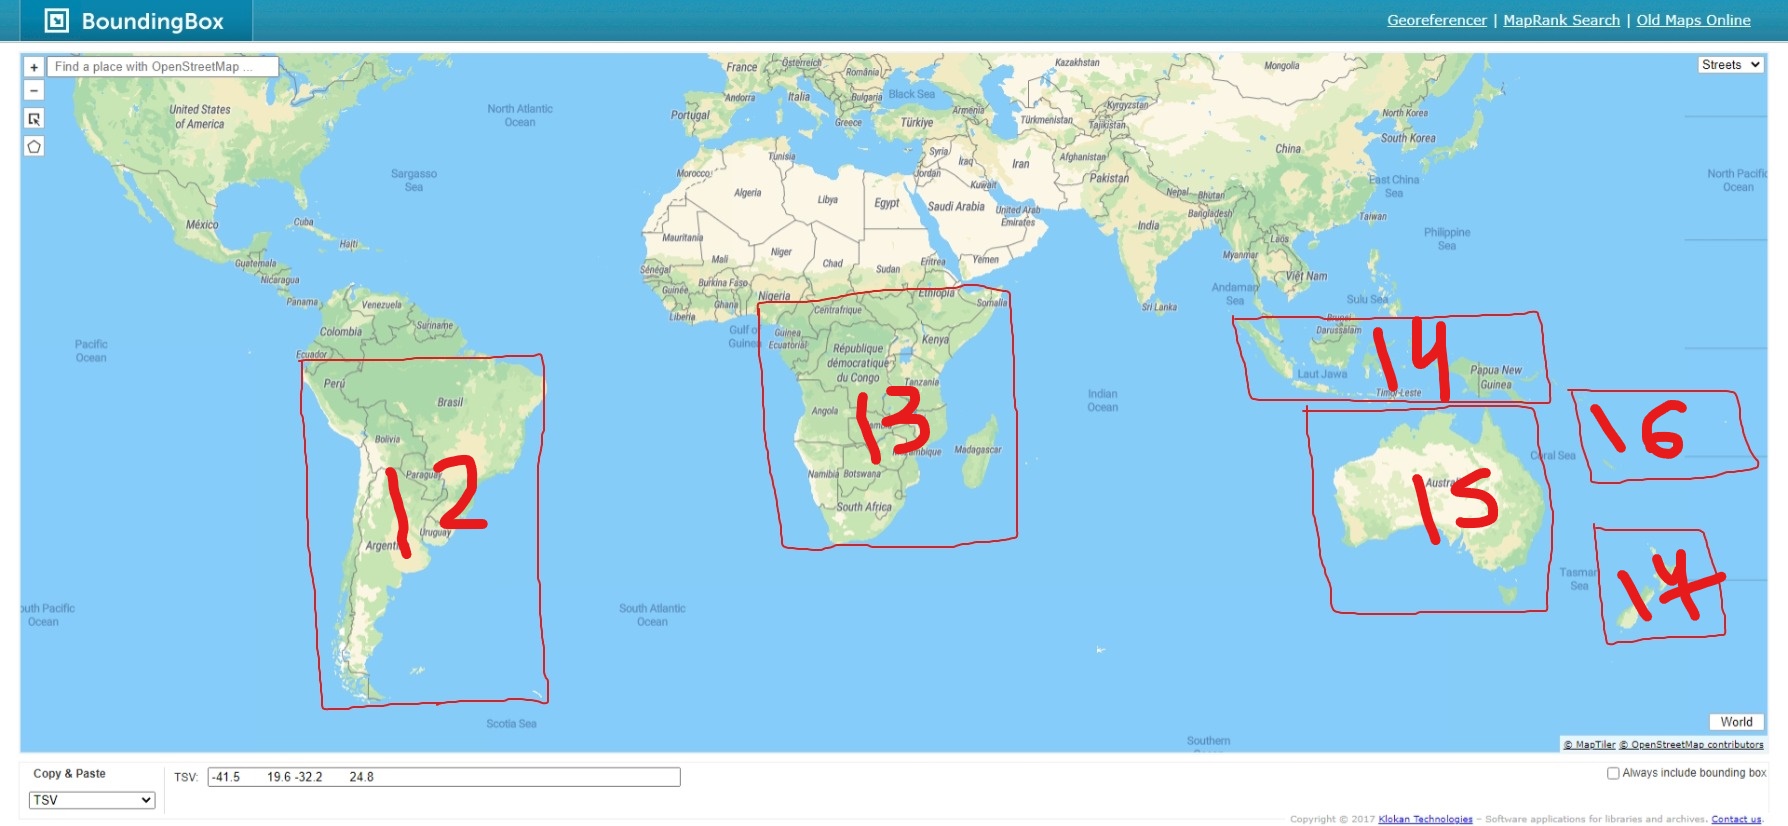 BoundingBox
Georeferencer | MapRank Search | Old Maps Online
+
Find a place with OpenStreetMap ...
Streets
−
United States
of America
North Atlantic
Ocean
Sargasso
Sea
México
Cuba
Haiti
Guatemala
Nicaragua
Panama
Venezuela
Suriname
Colombia
Ecuador
Pacific
Ocean
Perú
Brasil
Bolivia
Paraguay
Uruguay
12
outh Pacific
Ocean
South Atlantic
Ocean
Scotia Sea
France
Österreich
România
Andorra
Italia
Bulgaria
Black Sea
Portugal
Greece
Türkiye
Armenia
Kazakhstan
Kyrgyzstan
Türkmenistan
Tajikistan
Mongolia
North Korea
South Korea
Tunisia
Syria
Iraq
Iran
Afghanistan
China
Morocco
Jordan
Kuwait
Pakistan
Nepal
Bhutan
East China
Sea
North Pacific
Ocean
Algeria
Libya
Egypt
Saudi Arabia
United Arab
Emirates
India
Bangladesh
Taiwan
Mauritania
Mali
Niger
Chad
Sudan
Eritrea
Yemen
Myanmar
Laos
Philippine
Sea
Sénégal
Guinée
Burkina Faso
Ghana
Liberia
Nigeria
Centrafrique
Ethiopia
Somalia
Sri Lanka
Andaman
Sea
Việt Nam
Sulu Sea
Gulf of
Guinea
Guinea
Ecuatorial
Kenya
République
démocratique
du Congo
Tanzania
Angola
13
Madagascar
Namibia
Botswana
South Africa
Indian
Ocean
Brunei
Darussalam
14
Laut Jawa
Timor-Leste
Papua New
Guinea
16
Coral Sea
15
Tasman
Sea
17
Southern
World
© MapTiler © OpenStreetMap contributors
Copy & Paste
TSV
TSV: -41.5 19.6 -32.2 24.8
Always include bounding box
Copyright © 2017 Klokan Technologies – Software applications for libraries and archives. Contact us.